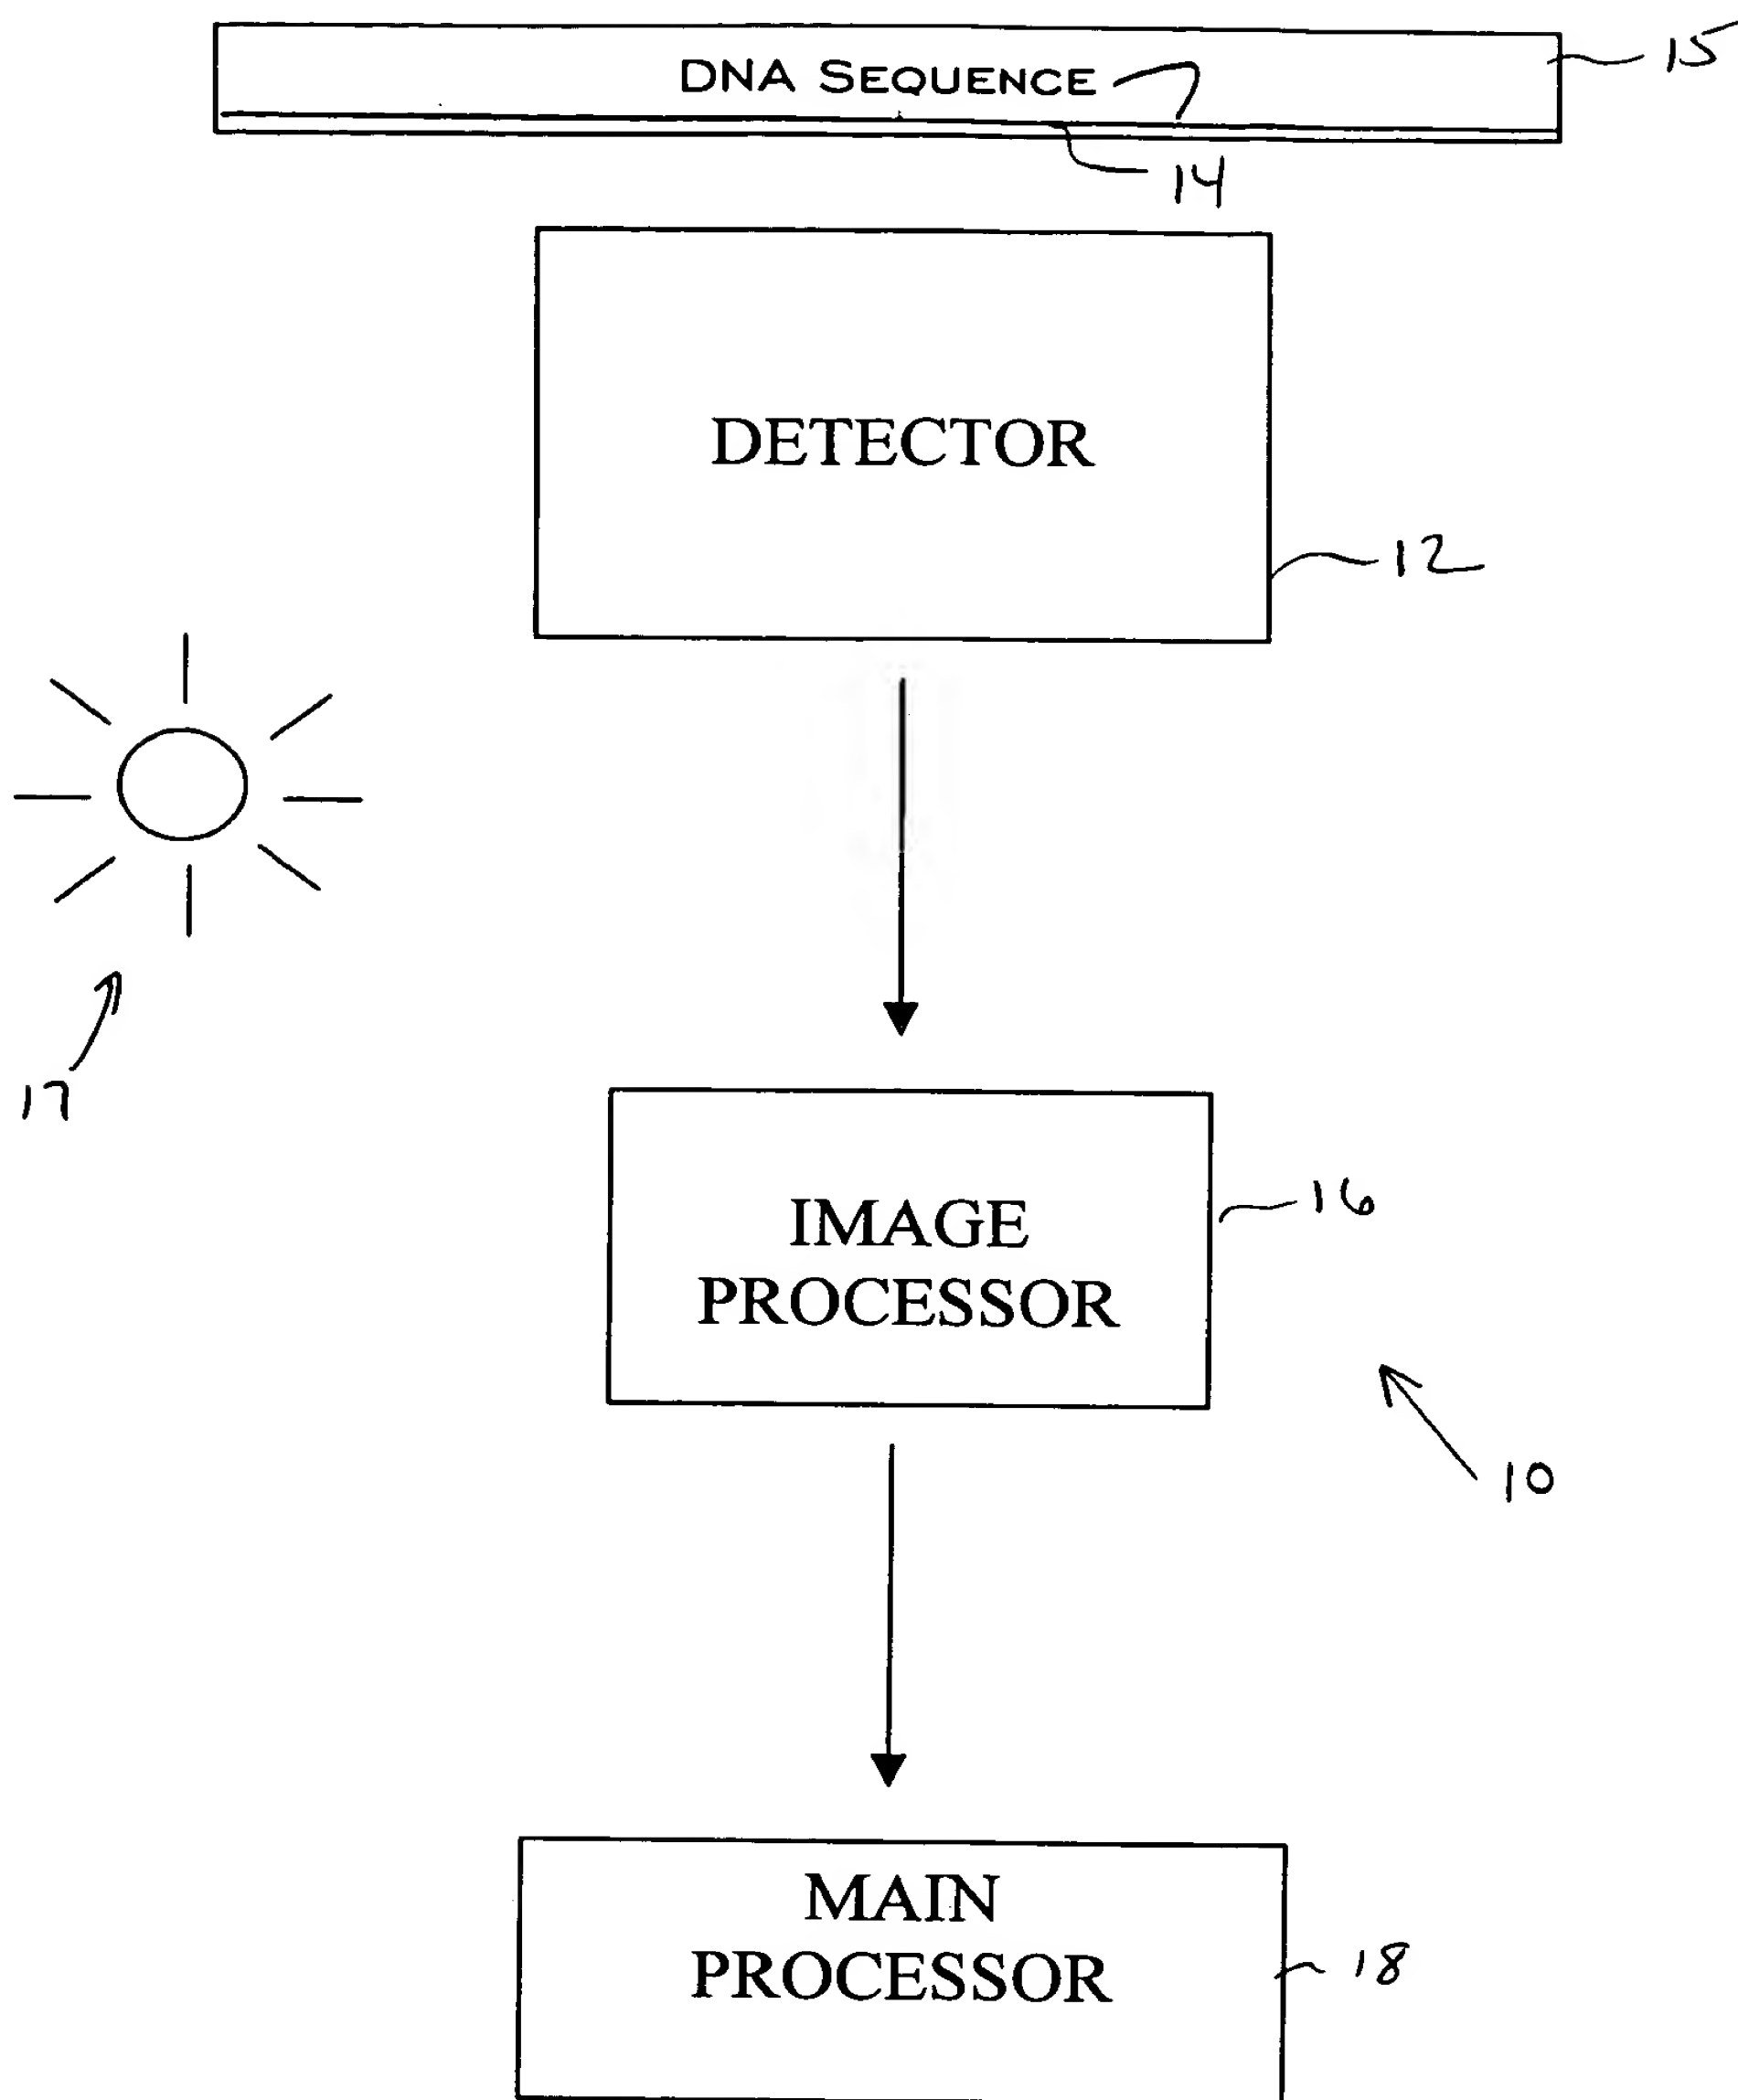 15
DNA SEQUENCE
14
DETECTOR
12
17
IMAGE
PROCESSOR
16
10
MAIN
PROCESSOR
18